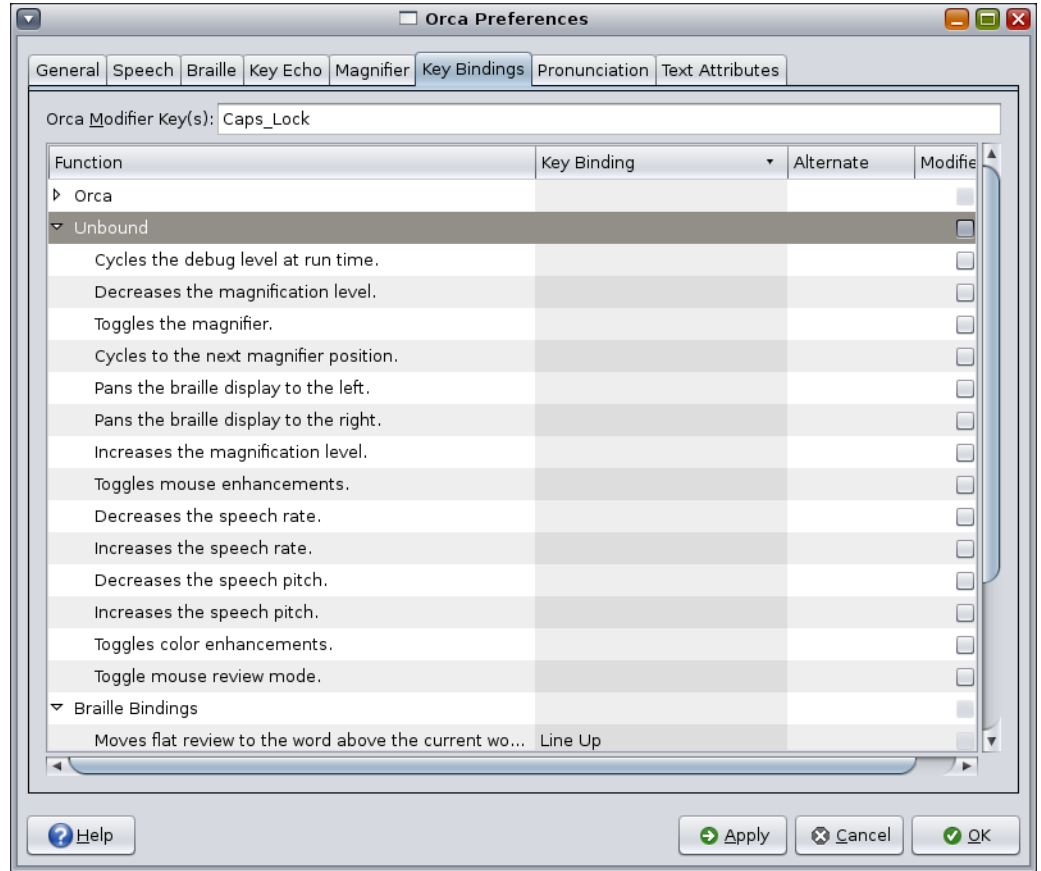 Orca Preferences
General Speech Braille Key Echo Magnifier Key Bindings Pronunciation Text Attributes
Orca Modifier Key(s): Caps_Lock
Function Key Binding Alternate Modifie
Orca
Unbound
Cycles the debug level at run time.
Decreases the magnification level.
Toggles the magnifier.
Cycles to the next magnifier position.
Pans the braille display to the left.
Pans the braille display to the right.
Increases the magnification level.
Toggles mouse enhancements.
Decreases the speech rate.
Increases the speech rate.
Decreases the speech pitch.
Increases the speech pitch.
Toggles color enhancements.
Toggle mouse review mode.
Braille Bindings
Moves flat review to the word above the current wo... Line Up
Help Apply Cancel OK